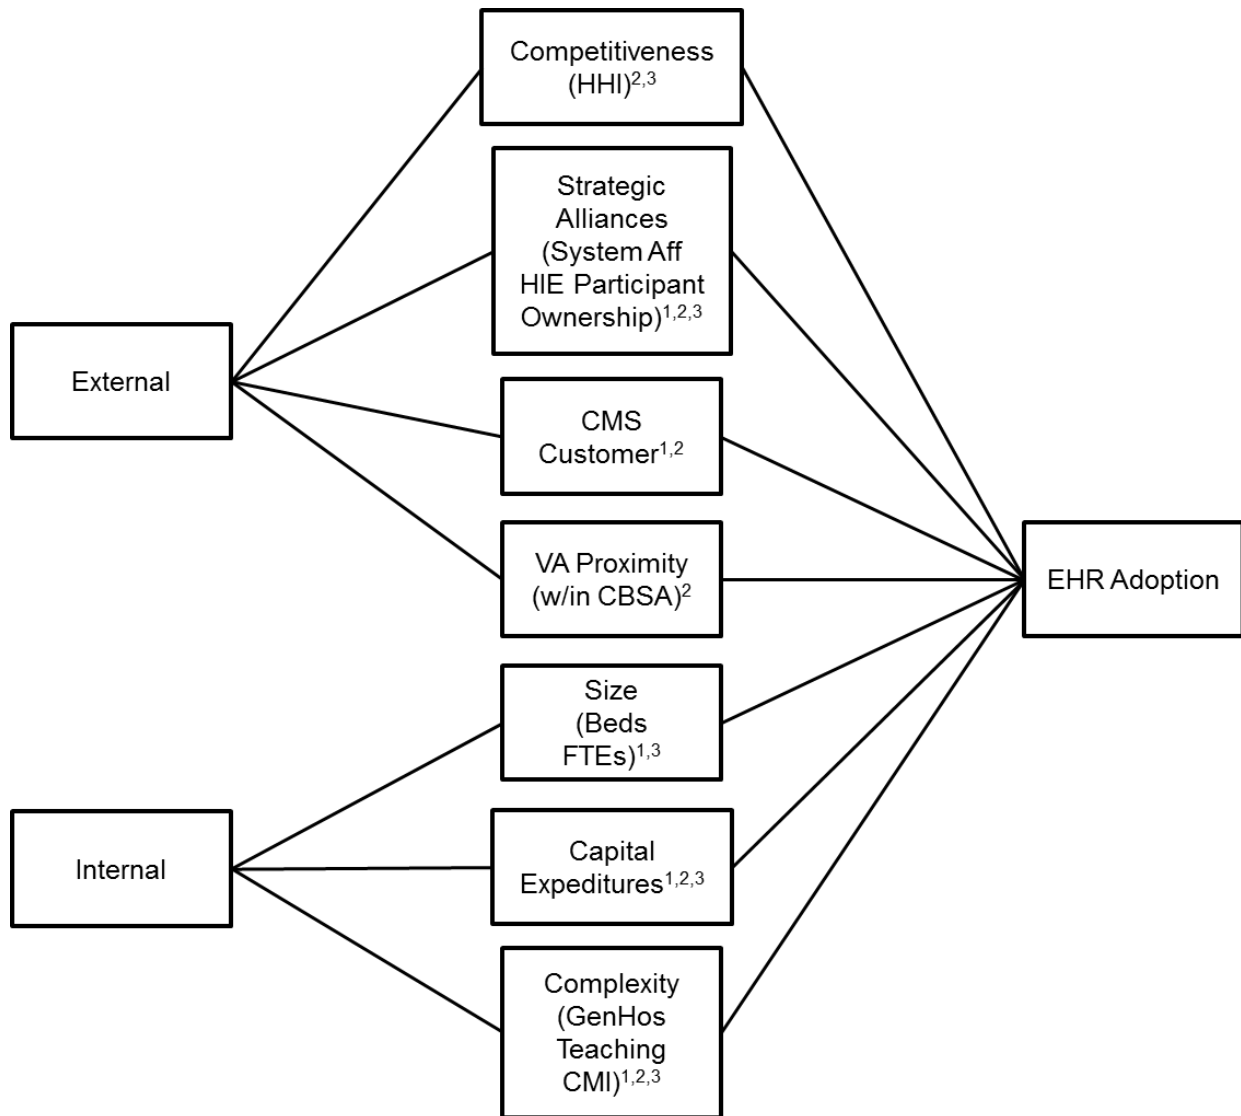 Competitiveness
(HHI)2,3
Strategic
Alliances
(System Aff
HIE Participant
Ownership)1,2,3
External
CMS
Customer1,2
VA Proximity
(w/in CBSA)2
EHR Adoption
Size
(Beds
FTEs)1,3
Internal
Capital
Expeditures1,2,3
Complexity
(GenHos
Teaching
CMI)1,2,3